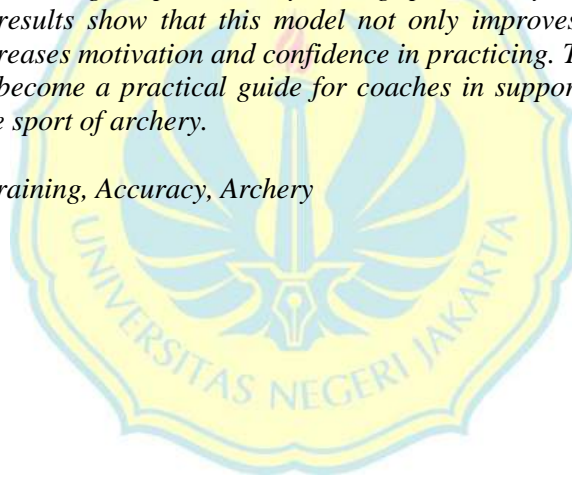 results show that this model not only improves
reases motivation and confidence in practicing. T
become a practical guide for coaches in suppor
e sport of archery.
raining, Accuracy, Archery
UNIVERSITAS NEGERI JAKARTA